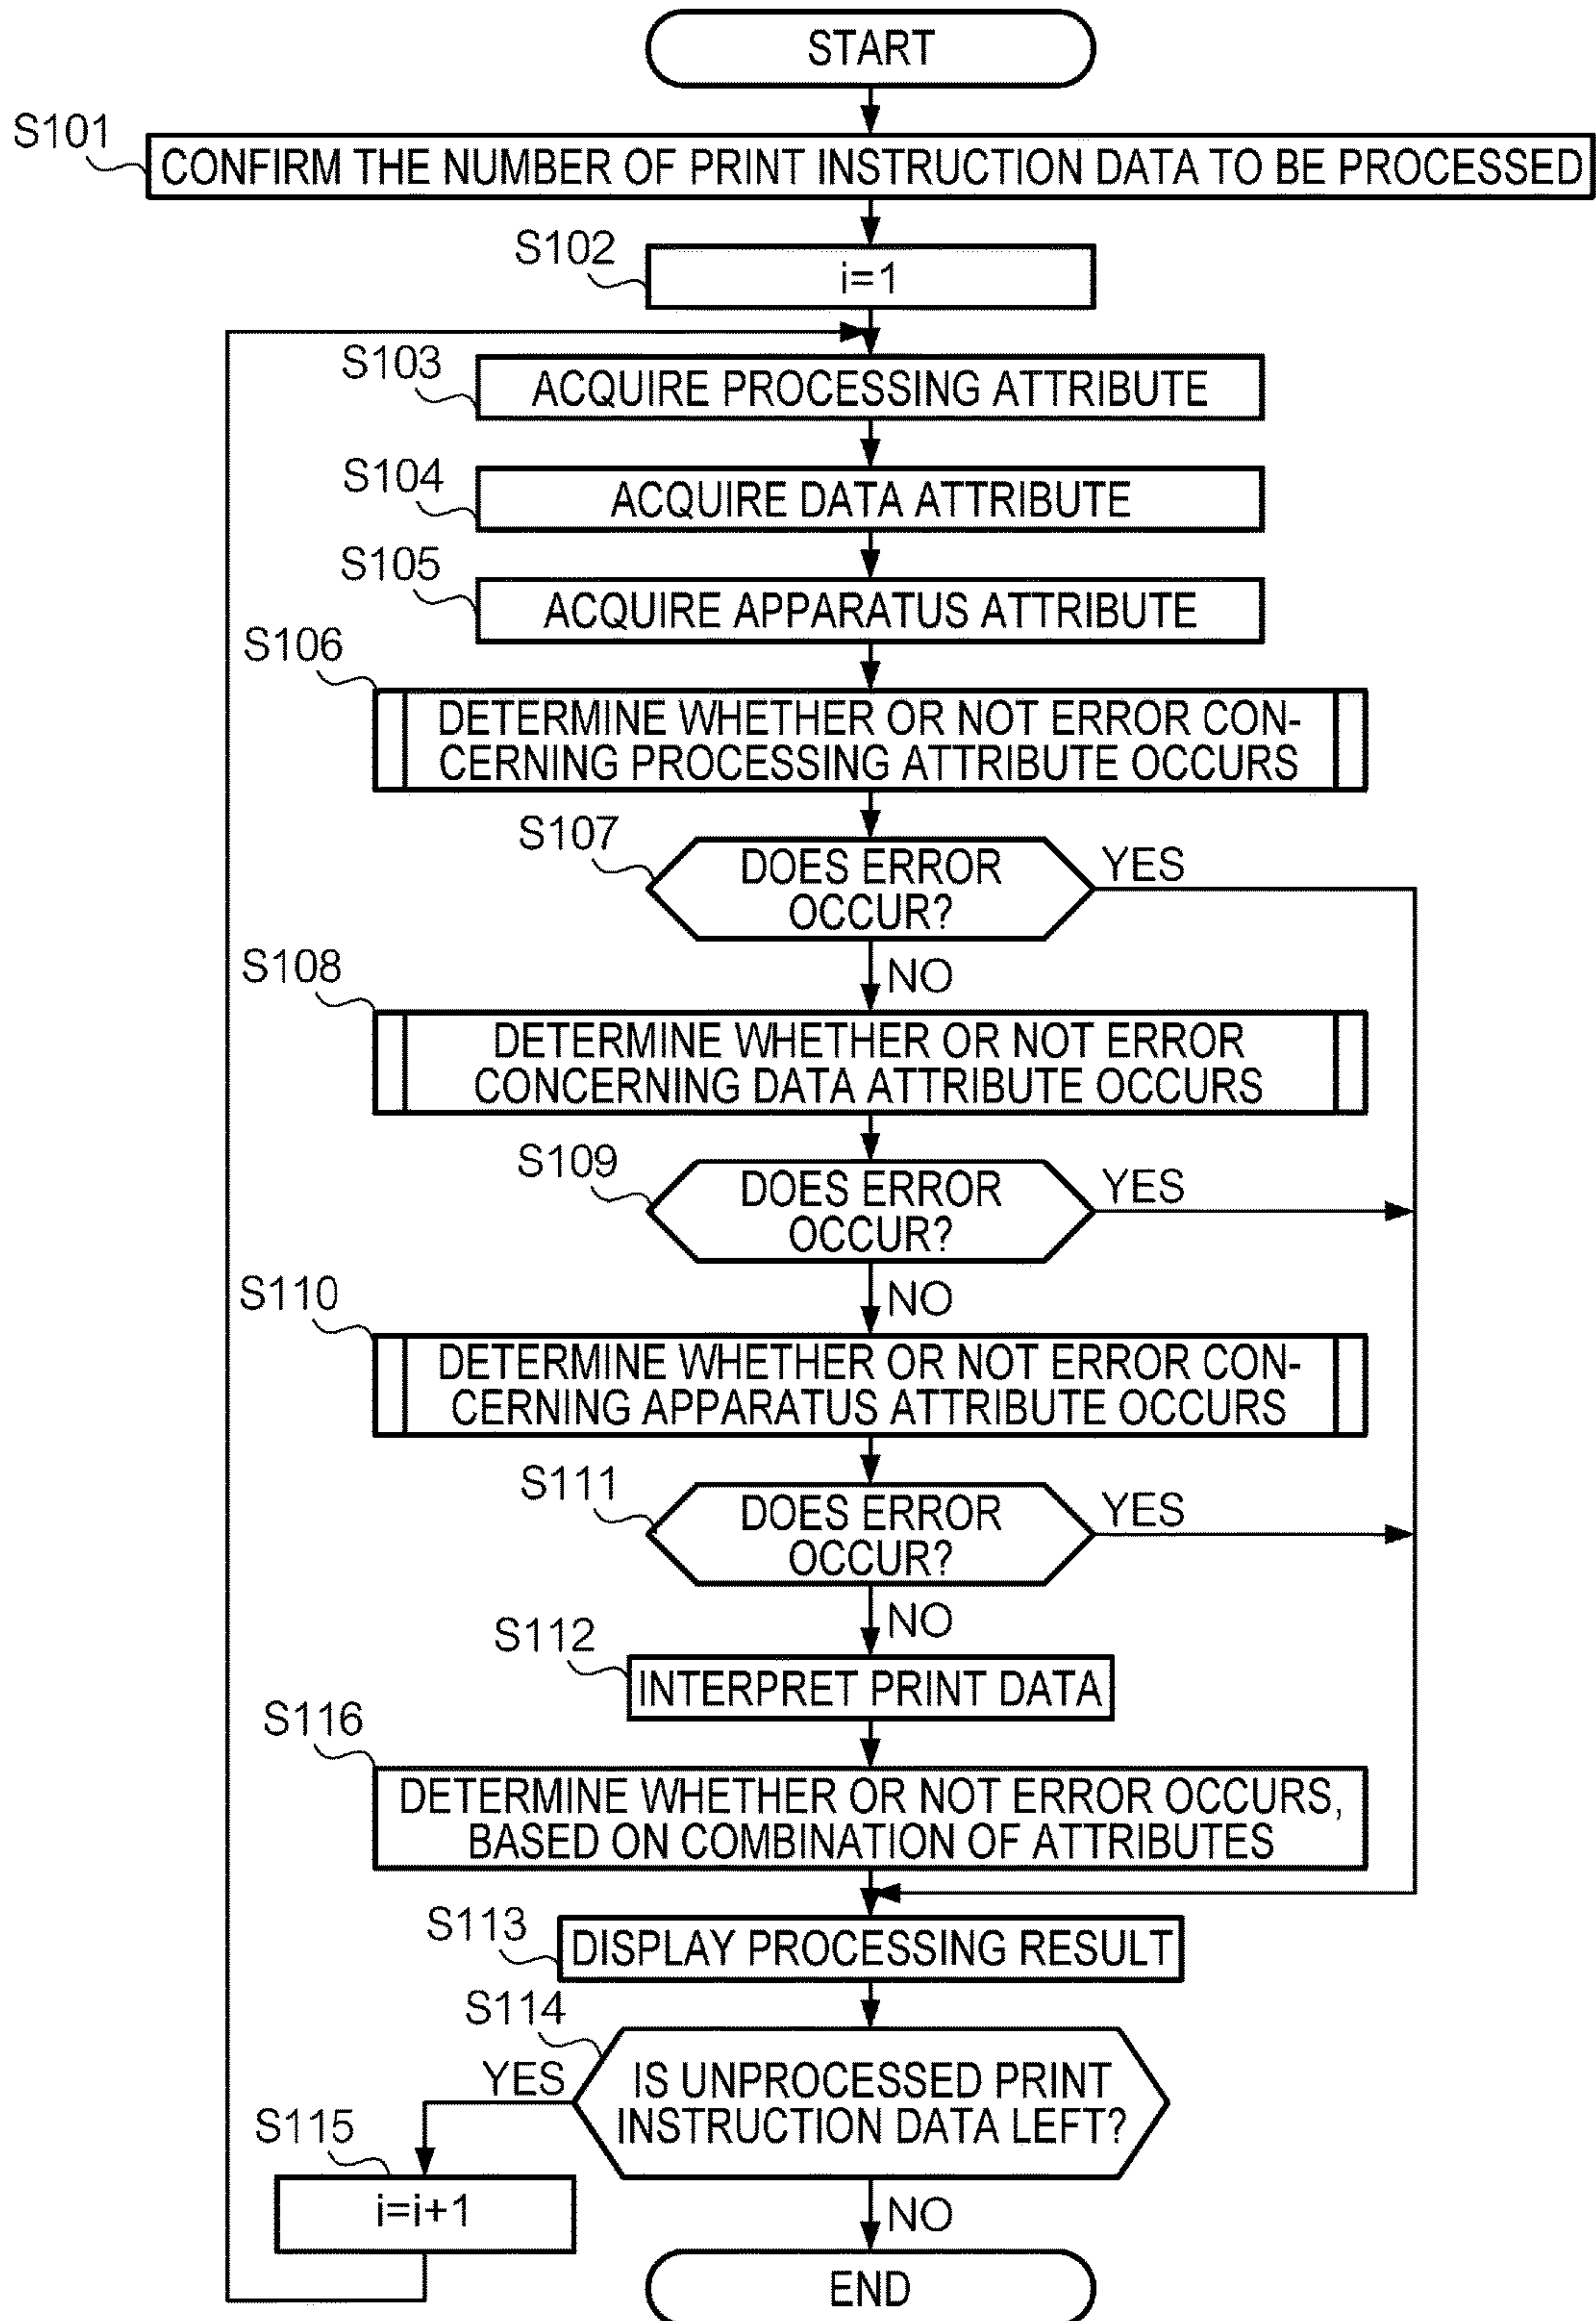 START
S101
CONFIRM THE NUMBER OF PRINT INSTRUCTION DATA TO BE PROCESSED
S102
i=1
S103
ACQUIRE PROCESSING ATTRIBUTE
S104
ACQUIRE DATA ATTRIBUTE
S105
ACQUIRE APPARATUS ATTRIBUTE
S106
DETERMINE WHETHER OR NOT ERROR CON-
CERNING PROCESSING ATTRIBUTE OCCURS
S107
DOES ERROR
OCCUR?
YES
NO
S108
DETERMINE WHETHER OR NOT ERROR
CONCERNING DATA ATTRIBUTE OCCURS
S109
DOES ERROR
OCCUR?
YES
NO
S110
DETERMINE WHETHER OR NOT ERROR CON-
CERNING APPARATUS ATTRIBUTE OCCURS
S111
DOES ERROR
OCCUR?
YES
NO
S112
INTERPRET PRINT DATA
S116
DETERMINE WHETHER OR NOT ERROR OCCURS,
BASED ON COMBINATION OF ATTRIBUTES
S113
DISPLAY PROCESSING RESULT
S114
IS UNPROCESSED PRINT
INSTRUCTION DATA LEFT?
YES
S115
i=i+1
NO
END